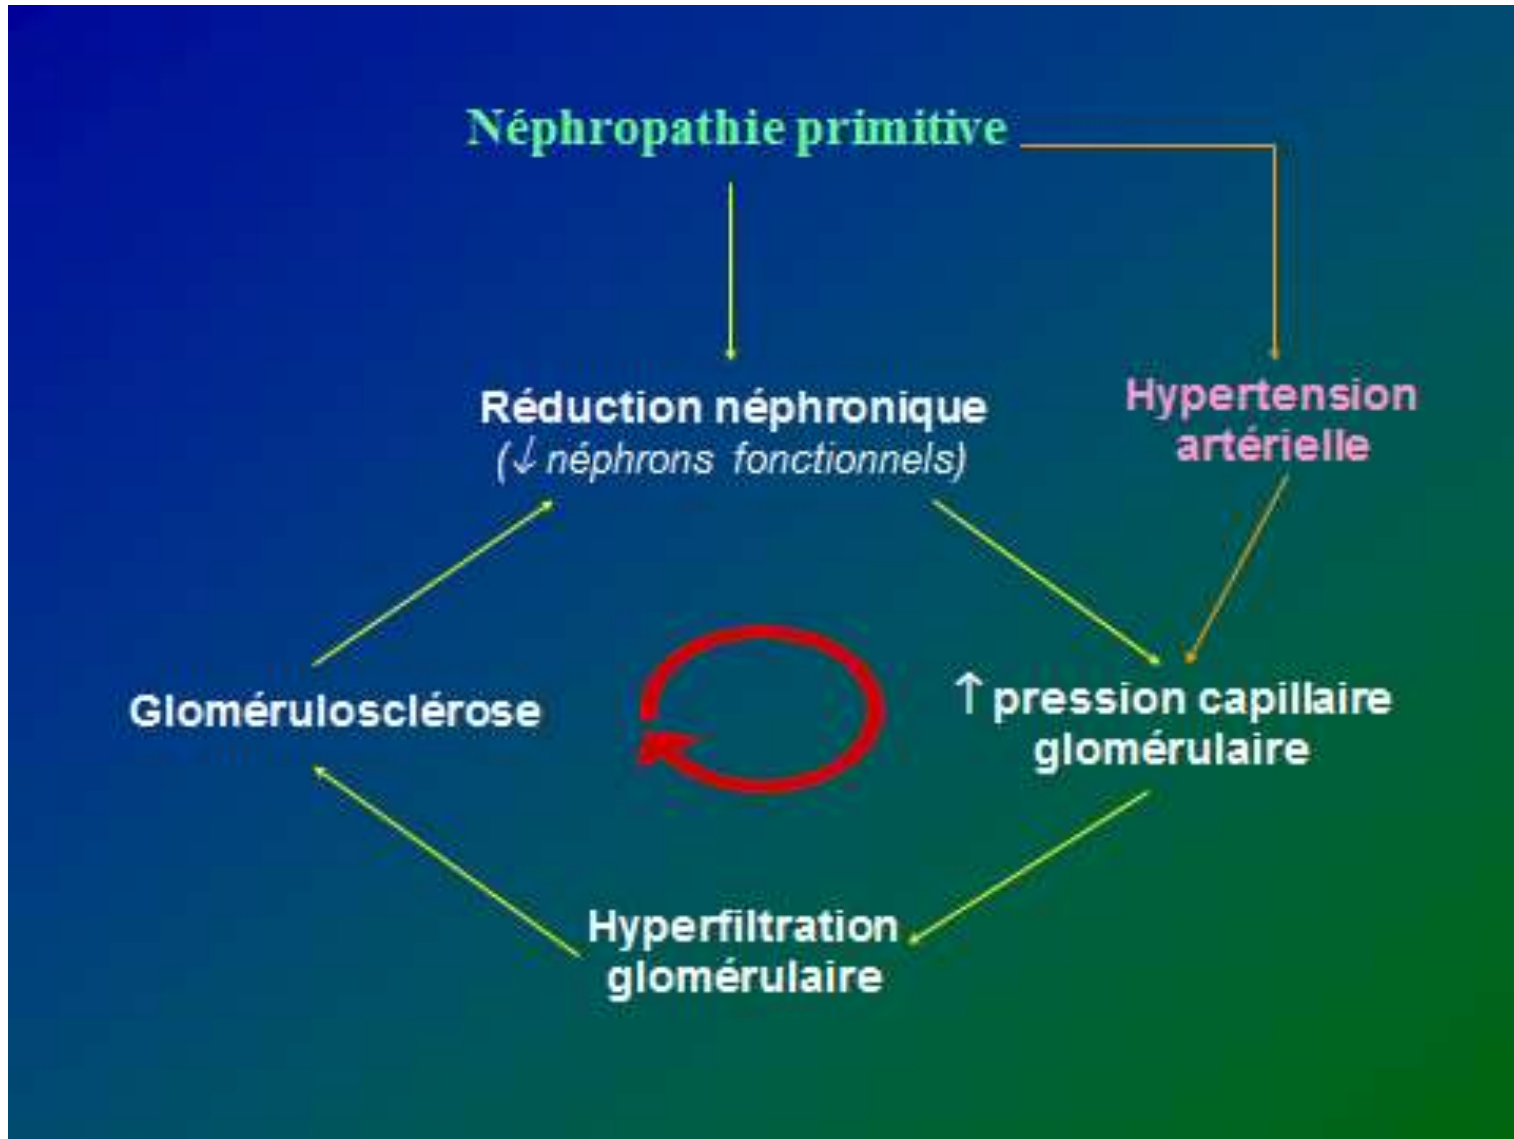 Néphropathie primitive
Réduction néphronique
(↓ néphrons fonctionnels)
Hypertension
artérielle
Glomérulosclérose
↑ pression capillaire
glomérulaire
Hyperfiltration
glomérulaire